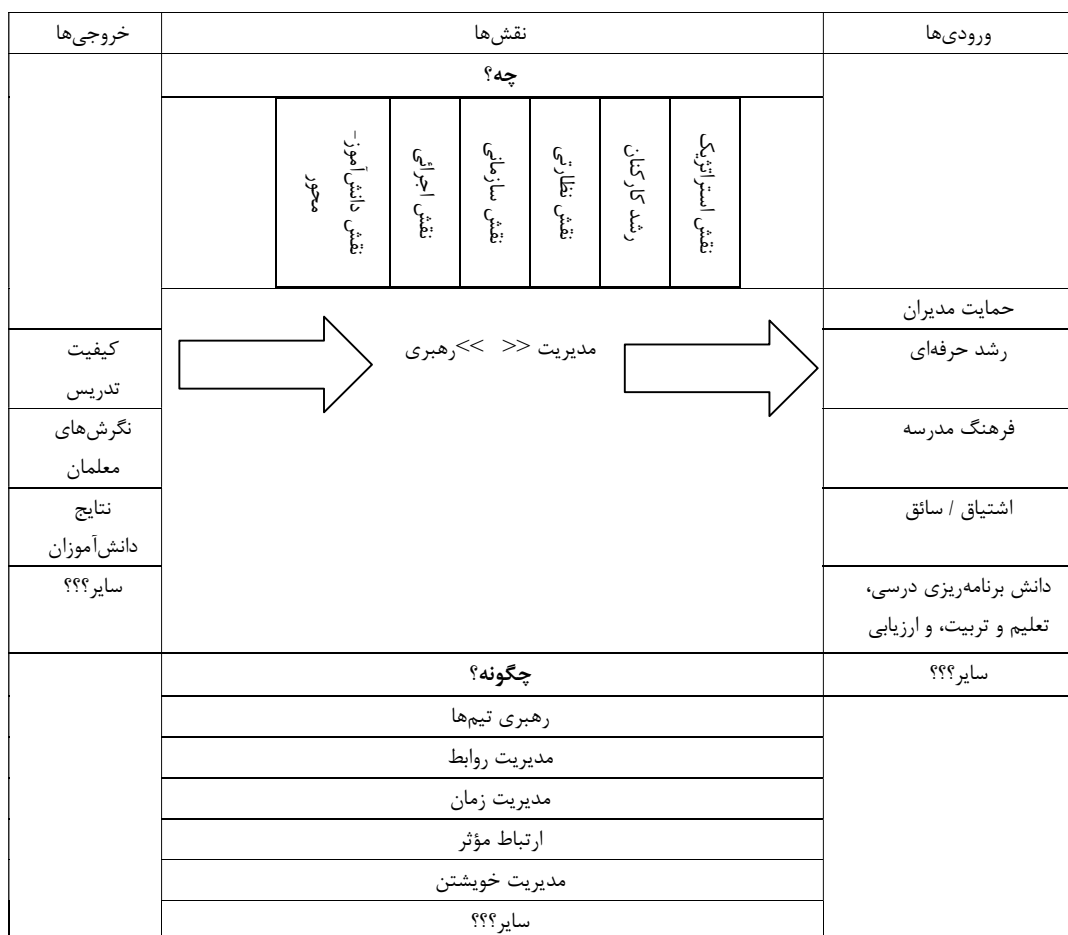 ورودی‌ها
نقش‌ها
خروجی‌ها
چه؟
نقش استراتژیک
رشد کارکنان
نقش نظارتی
نقش سازمانی
نقش اجرائی
نقش دانش‌آموز-
محور
حمایت مدیران
رشد حرفه‌ای
مدیریت << >>رهبری
کیفیت
تدریس
فرهنگ مدرسه
نگرش‌های
معلمان
اشتیاق / سائق
نتایج
دانش‌آموزان
دانش برنامه‌ریزی درسی،
تعلیم و تربیت، و ارزیابی
سایر؟؟؟
سایر؟؟؟
چگونه؟
رهبری تیم‌ها
مدیریت روابط
مدیریت زمان
ارتباط مؤثر
مدیریت خویشتن
سایر؟؟؟